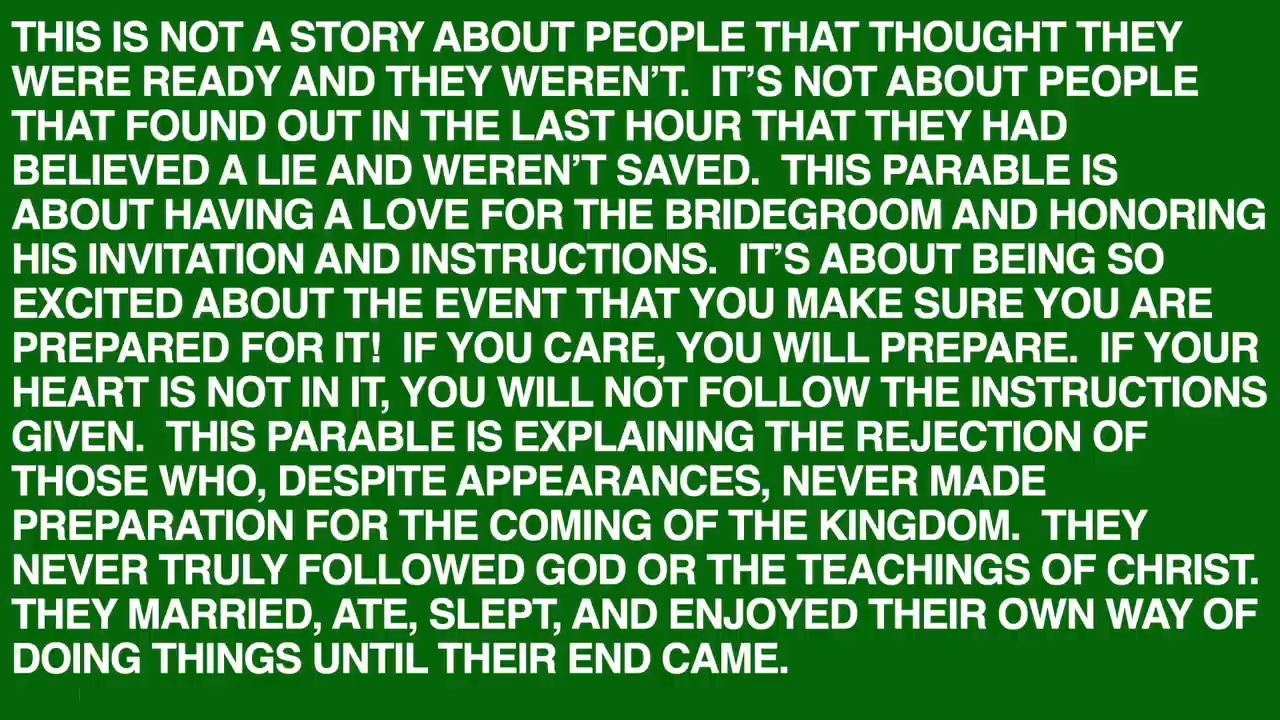 THIS IS NOT A STORY ABOUT PEOPLE THAT THOUGHT THEY
WERE READY AND THEY WEREN’T.  IT’S NOT ABOUT PEOPLE
THAT FOUND OUT IN THE LAST HOUR THAT THEY HAD
BELIEVED A LIE AND WEREN’T SAVED.  THIS PARABLE IS
ABOUT HAVING A LOVE FOR THE BRIDEGROOM AND HONORING
HIS INVITATION AND INSTRUCTIONS.  IT’S ABOUT BEING SO
EXCITED ABOUT THE EVENT THAT YOU MAKE SURE YOU ARE
PREPARED FOR IT!  IF YOU CARE, YOU WILL PREPARE.  IF YOUR
HEART IS NOT IN IT, YOU WILL NOT FOLLOW THE INSTRUCTIONS
GIVEN.  THIS PARABLE IS EXPLAINING THE REJECTION OF
THOSE WHO, DESPITE APPEARANCES, NEVER MADE
PREPARATION FOR THE COMING OF THE KINGDOM.  THEY
NEVER TRULY FOLLOWED GOD OR THE TEACHINGS OF CHRIST.
THEY MARRIED, ATE, SLEPT, AND ENJOYED THEIR OWN WAY OF
DOING THINGS UNTIL THEIR END CAME.